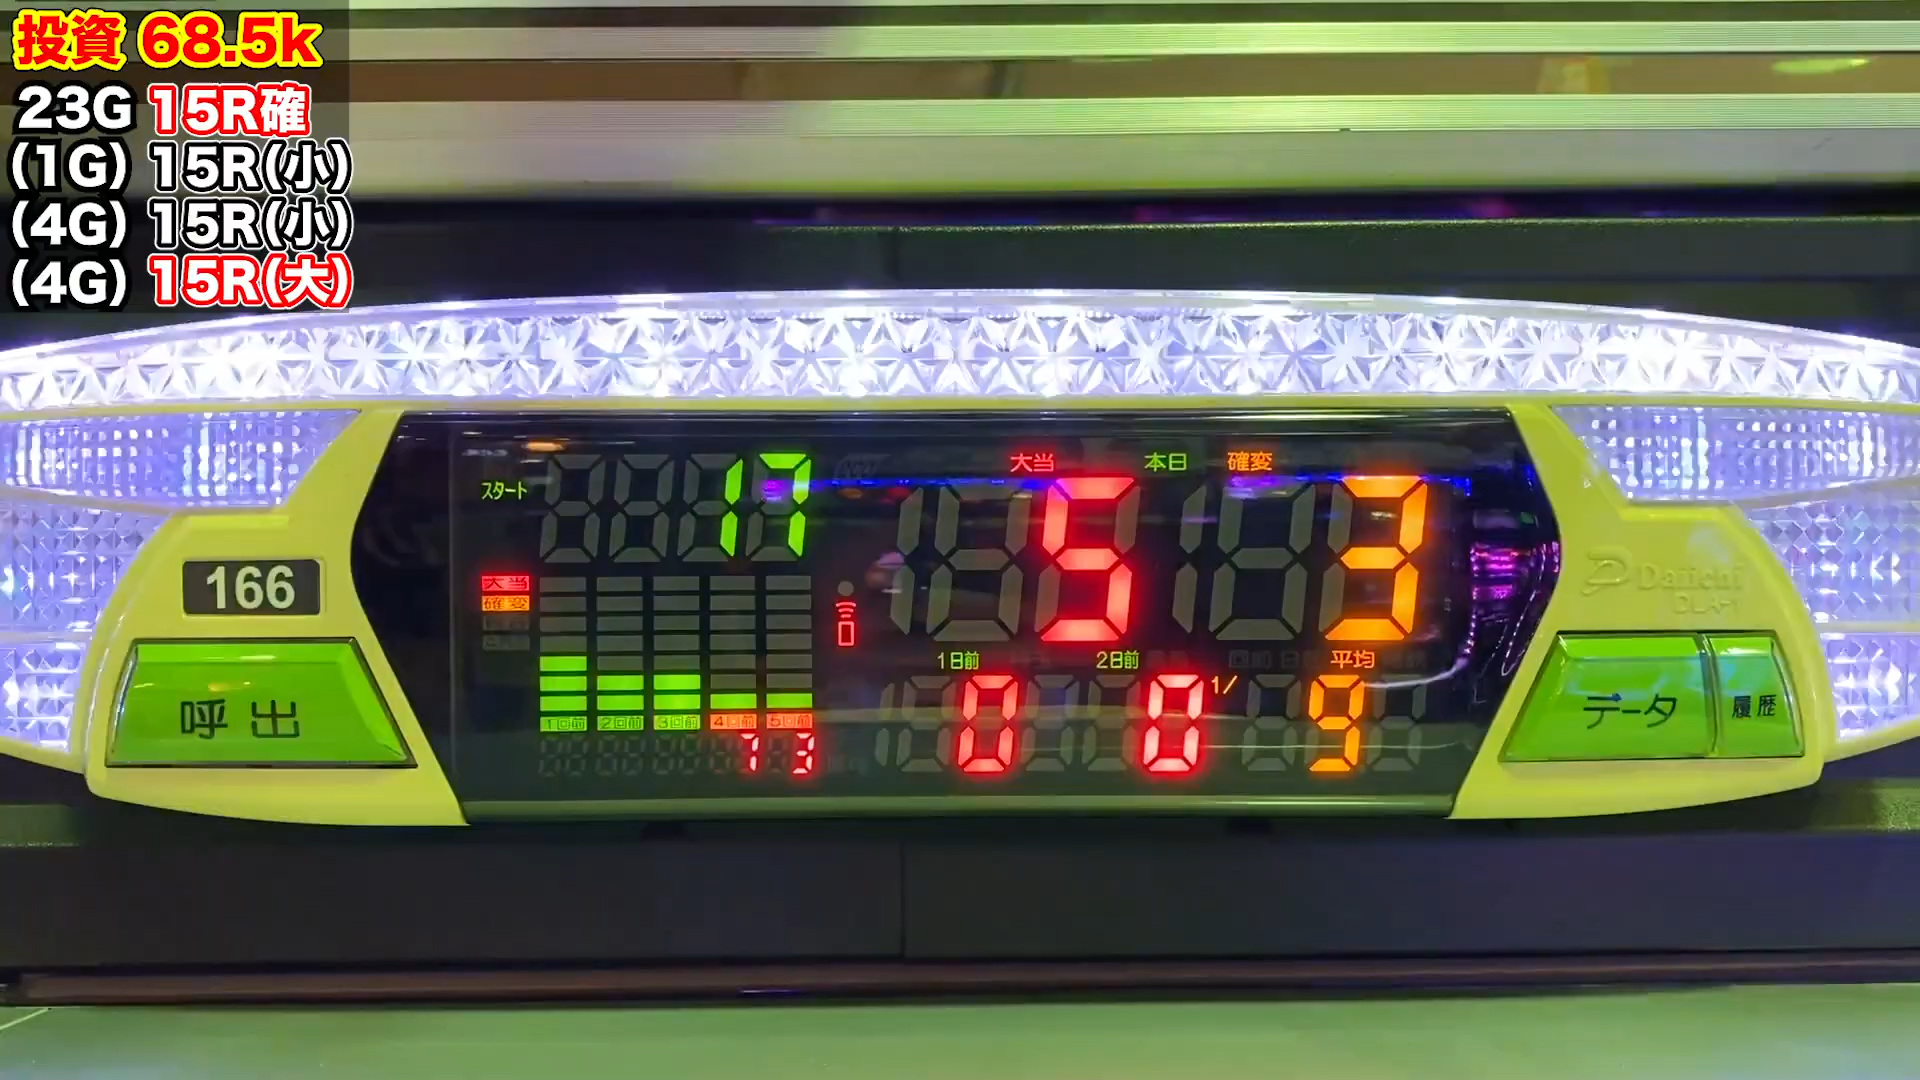 投資 68.5k
23G 15R確
(1G) 15R(小)
(4G) 15R(小)
(4G) 15R(大)
スタート 17
大当 本日 確変
5 3
166
大当
確変
Daiichi
呼出
1回前 2回前 3回前 4回前 5回前
73
1日前 2日前 平均
0 0 1/ 9
データ 履歴